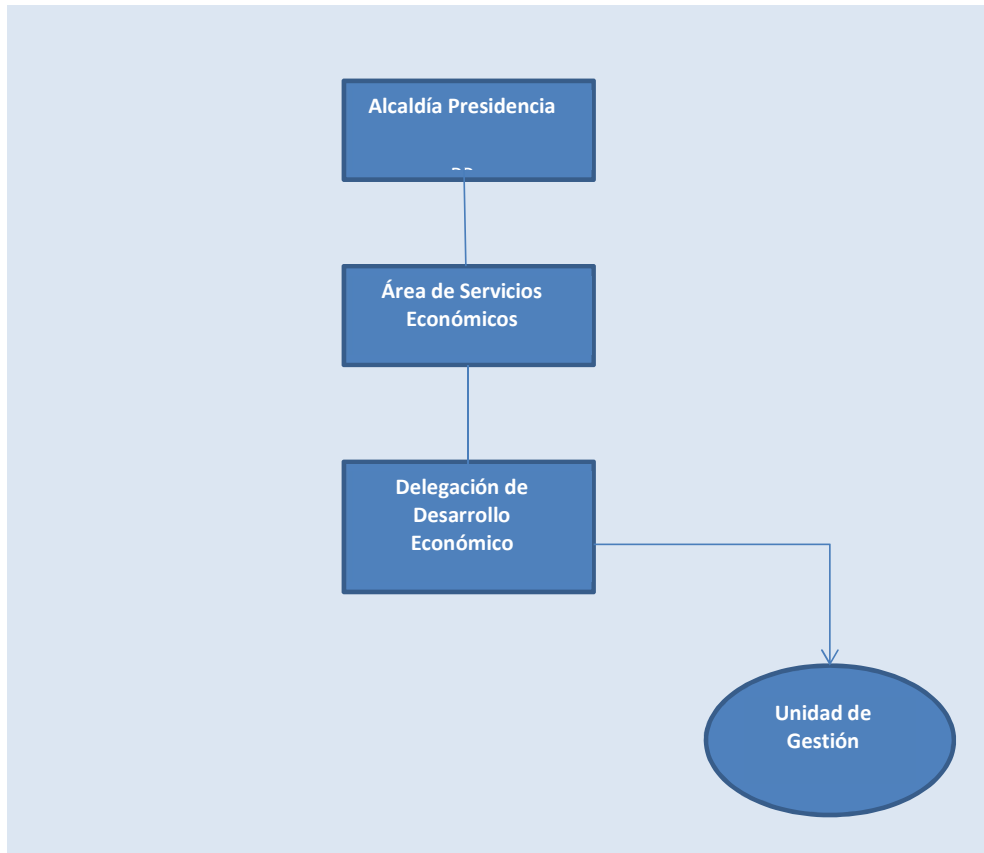 Alcaldía Presidencia
Área de Servicios
Económicos
Delegación de
Desarrollo
Económico
Unidad de
Gestión